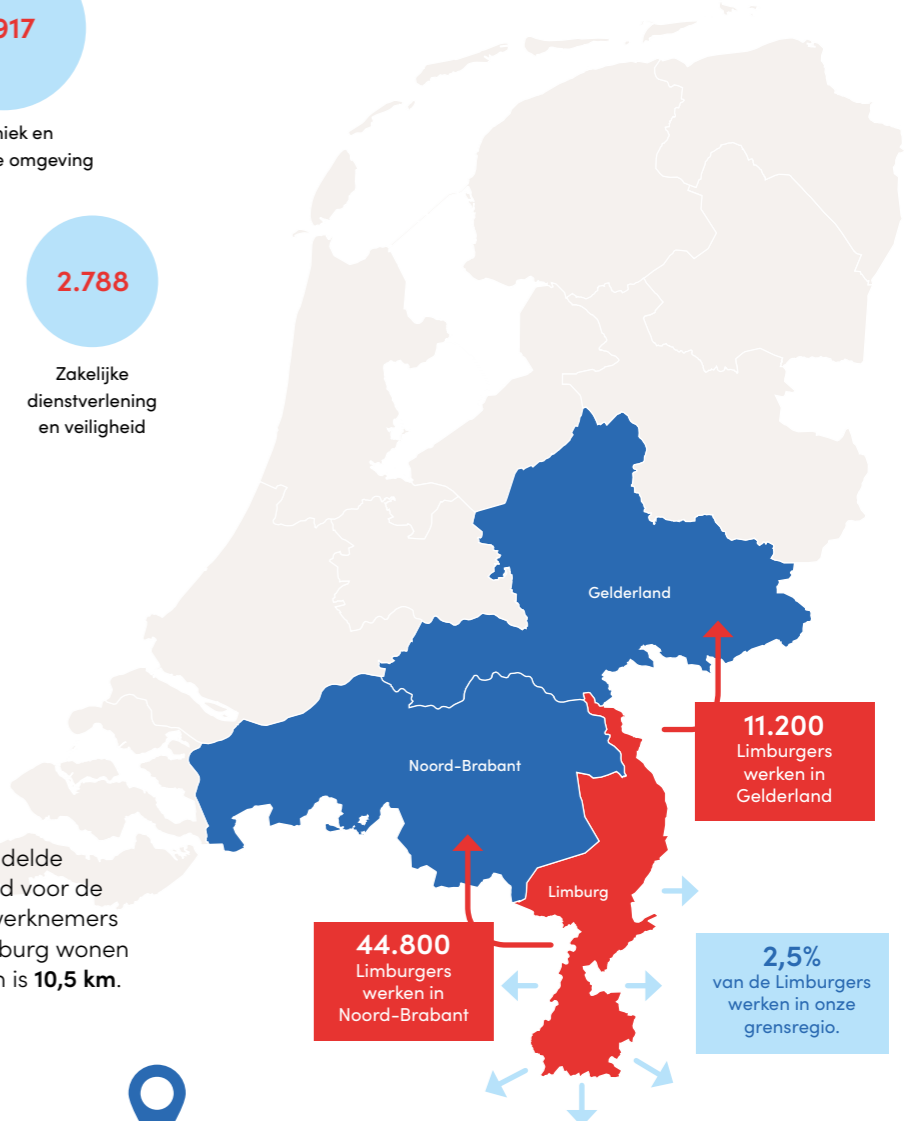 917
niek en
e omgeving
2.788
Zakelijke
dienstverlening
en veiligheid
Gelderland
11.200
Limburgers
werken in
Gelderland
Noord-Brabant
Limburg
44.800
Limburgers
werken in
Noord-Brabant
2,5%
van de Limburgers
werken in onze
grensregio.
delde
d voor de
werknemers
burg wonen
n is 10,5 km.